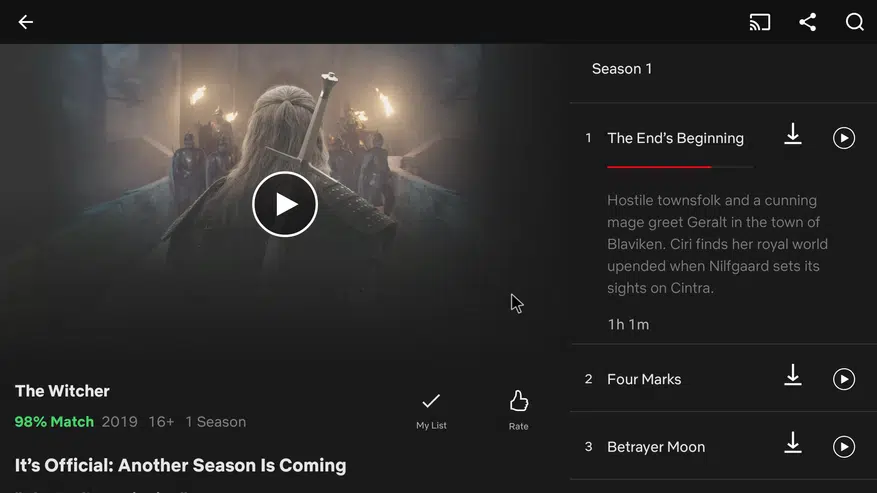 Season 1
1 The End's Beginning
Hostile townsfolk and a cunning
mage greet Geralt in the town of
Blaviken. Ciri finds her royal world
upended when Nilfgaard sets its
sights on Cintra.
1h 1m
2 Four Marks
3 Betrayer Moon
The Witcher
98% Match 2019 16+ 1 Season
My List
Rate
It's Official: Another Season Is Coming